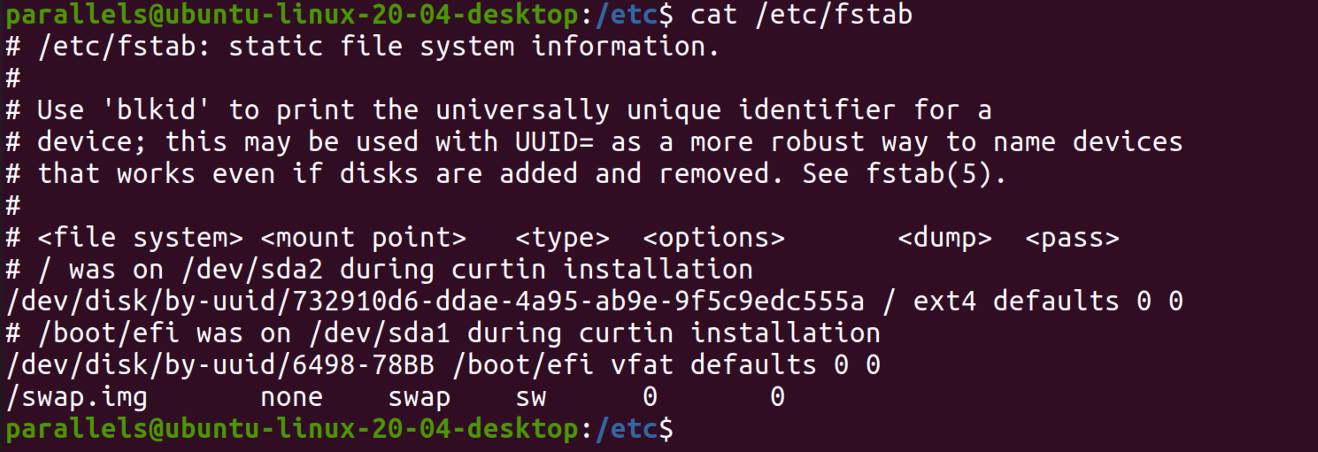 parallels@ubuntu-linux-20-04-desktop:/etc$ cat /etc/fstab
# /etc/fstab: static file system information.
#
# Use 'blkid' to print the universally unique identifier for a
# device; this may be used with UUID= as a more robust way to name devices
# that works even if disks are added and removed. See fstab(5).
#
# <file system> <mount point>   <type>  <options>       <dump>  <pass>
# / was on /dev/sda2 during curtin installation
/dev/disk/by-uuid/732910d6-ddae-4a95-ab9e-9f5c9edc555a / ext4 defaults 0 0
# /boot/efi was on /dev/sda1 during curtin installation
/dev/disk/by-uuid/6498-78BB /boot/efi vfat defaults 0 0
/swap.img       none    swap    sw      0       0
parallels@ubuntu-linux-20-04-desktop:/etc$